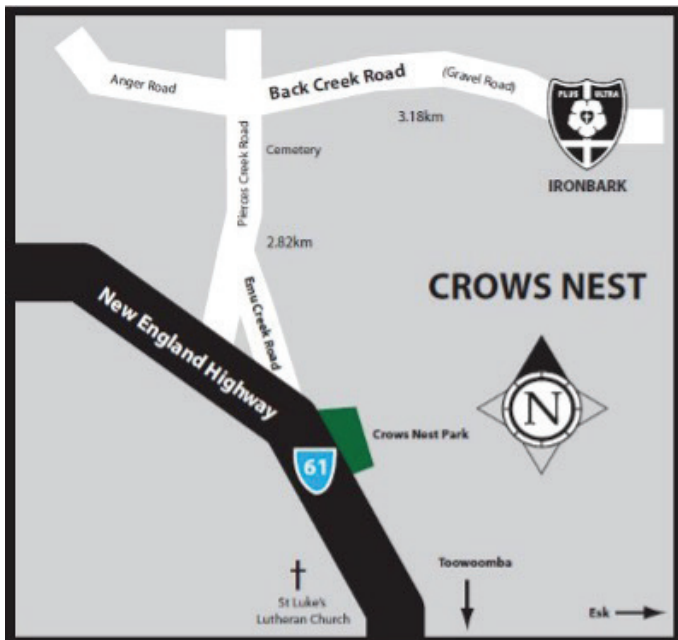 Anger Road
Back Creek Road
(Gravel Road)
PLUS ULTRA
3.18km
Pierces Creek Road
Cemetery
IRONBARK
2.82km
CROWS NEST
New England Highway
Emu Creek Road
N
Crows Nest Park
61
Toowoomba
St Luke's
Lutheran Church
Esk